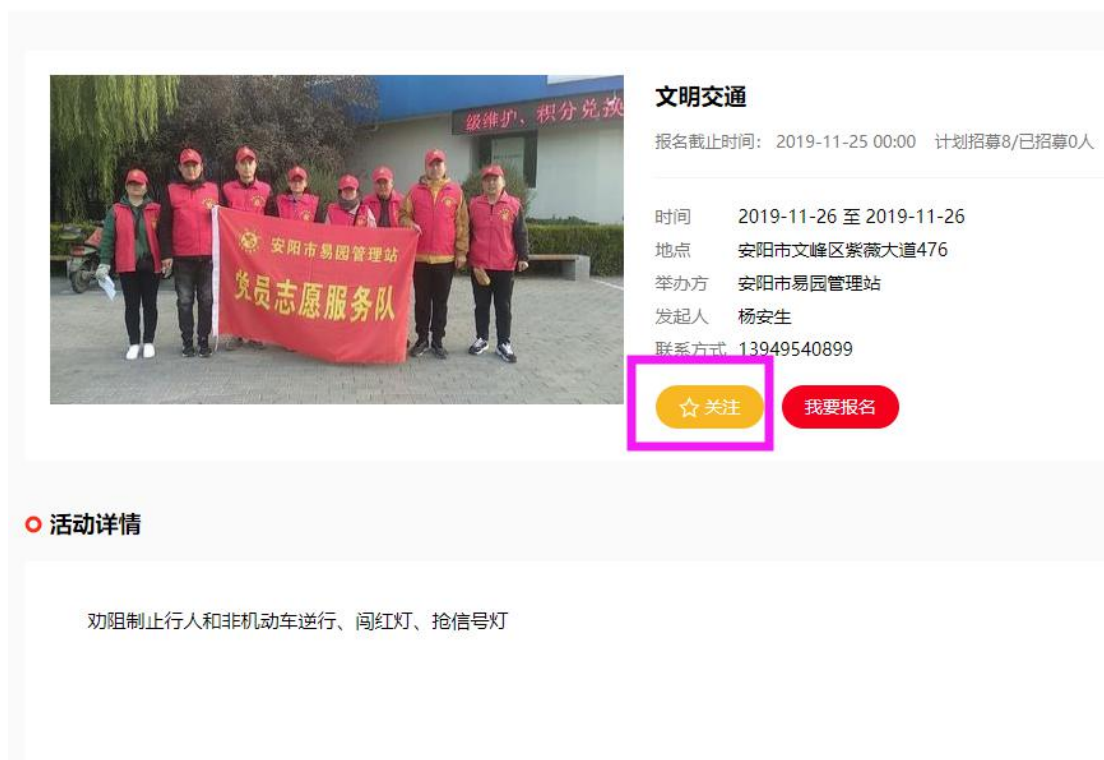 级维护、积分兑换
安阳市易园管理站
党员志愿服务队
文明交通
报名截止时间： 2019-11-25 00:00 计划招募8/已招募0人
时间 2019-11-26 至 2019-11-26
地点 安阳市文峰区紫薇大道476
举办方 安阳市易园管理站
发起人 杨安生
联系方式 13949540899
☆ 关注 我要报名
活动详情
劝阻制止行人和非机动车逆行、闯红灯、抢信号灯